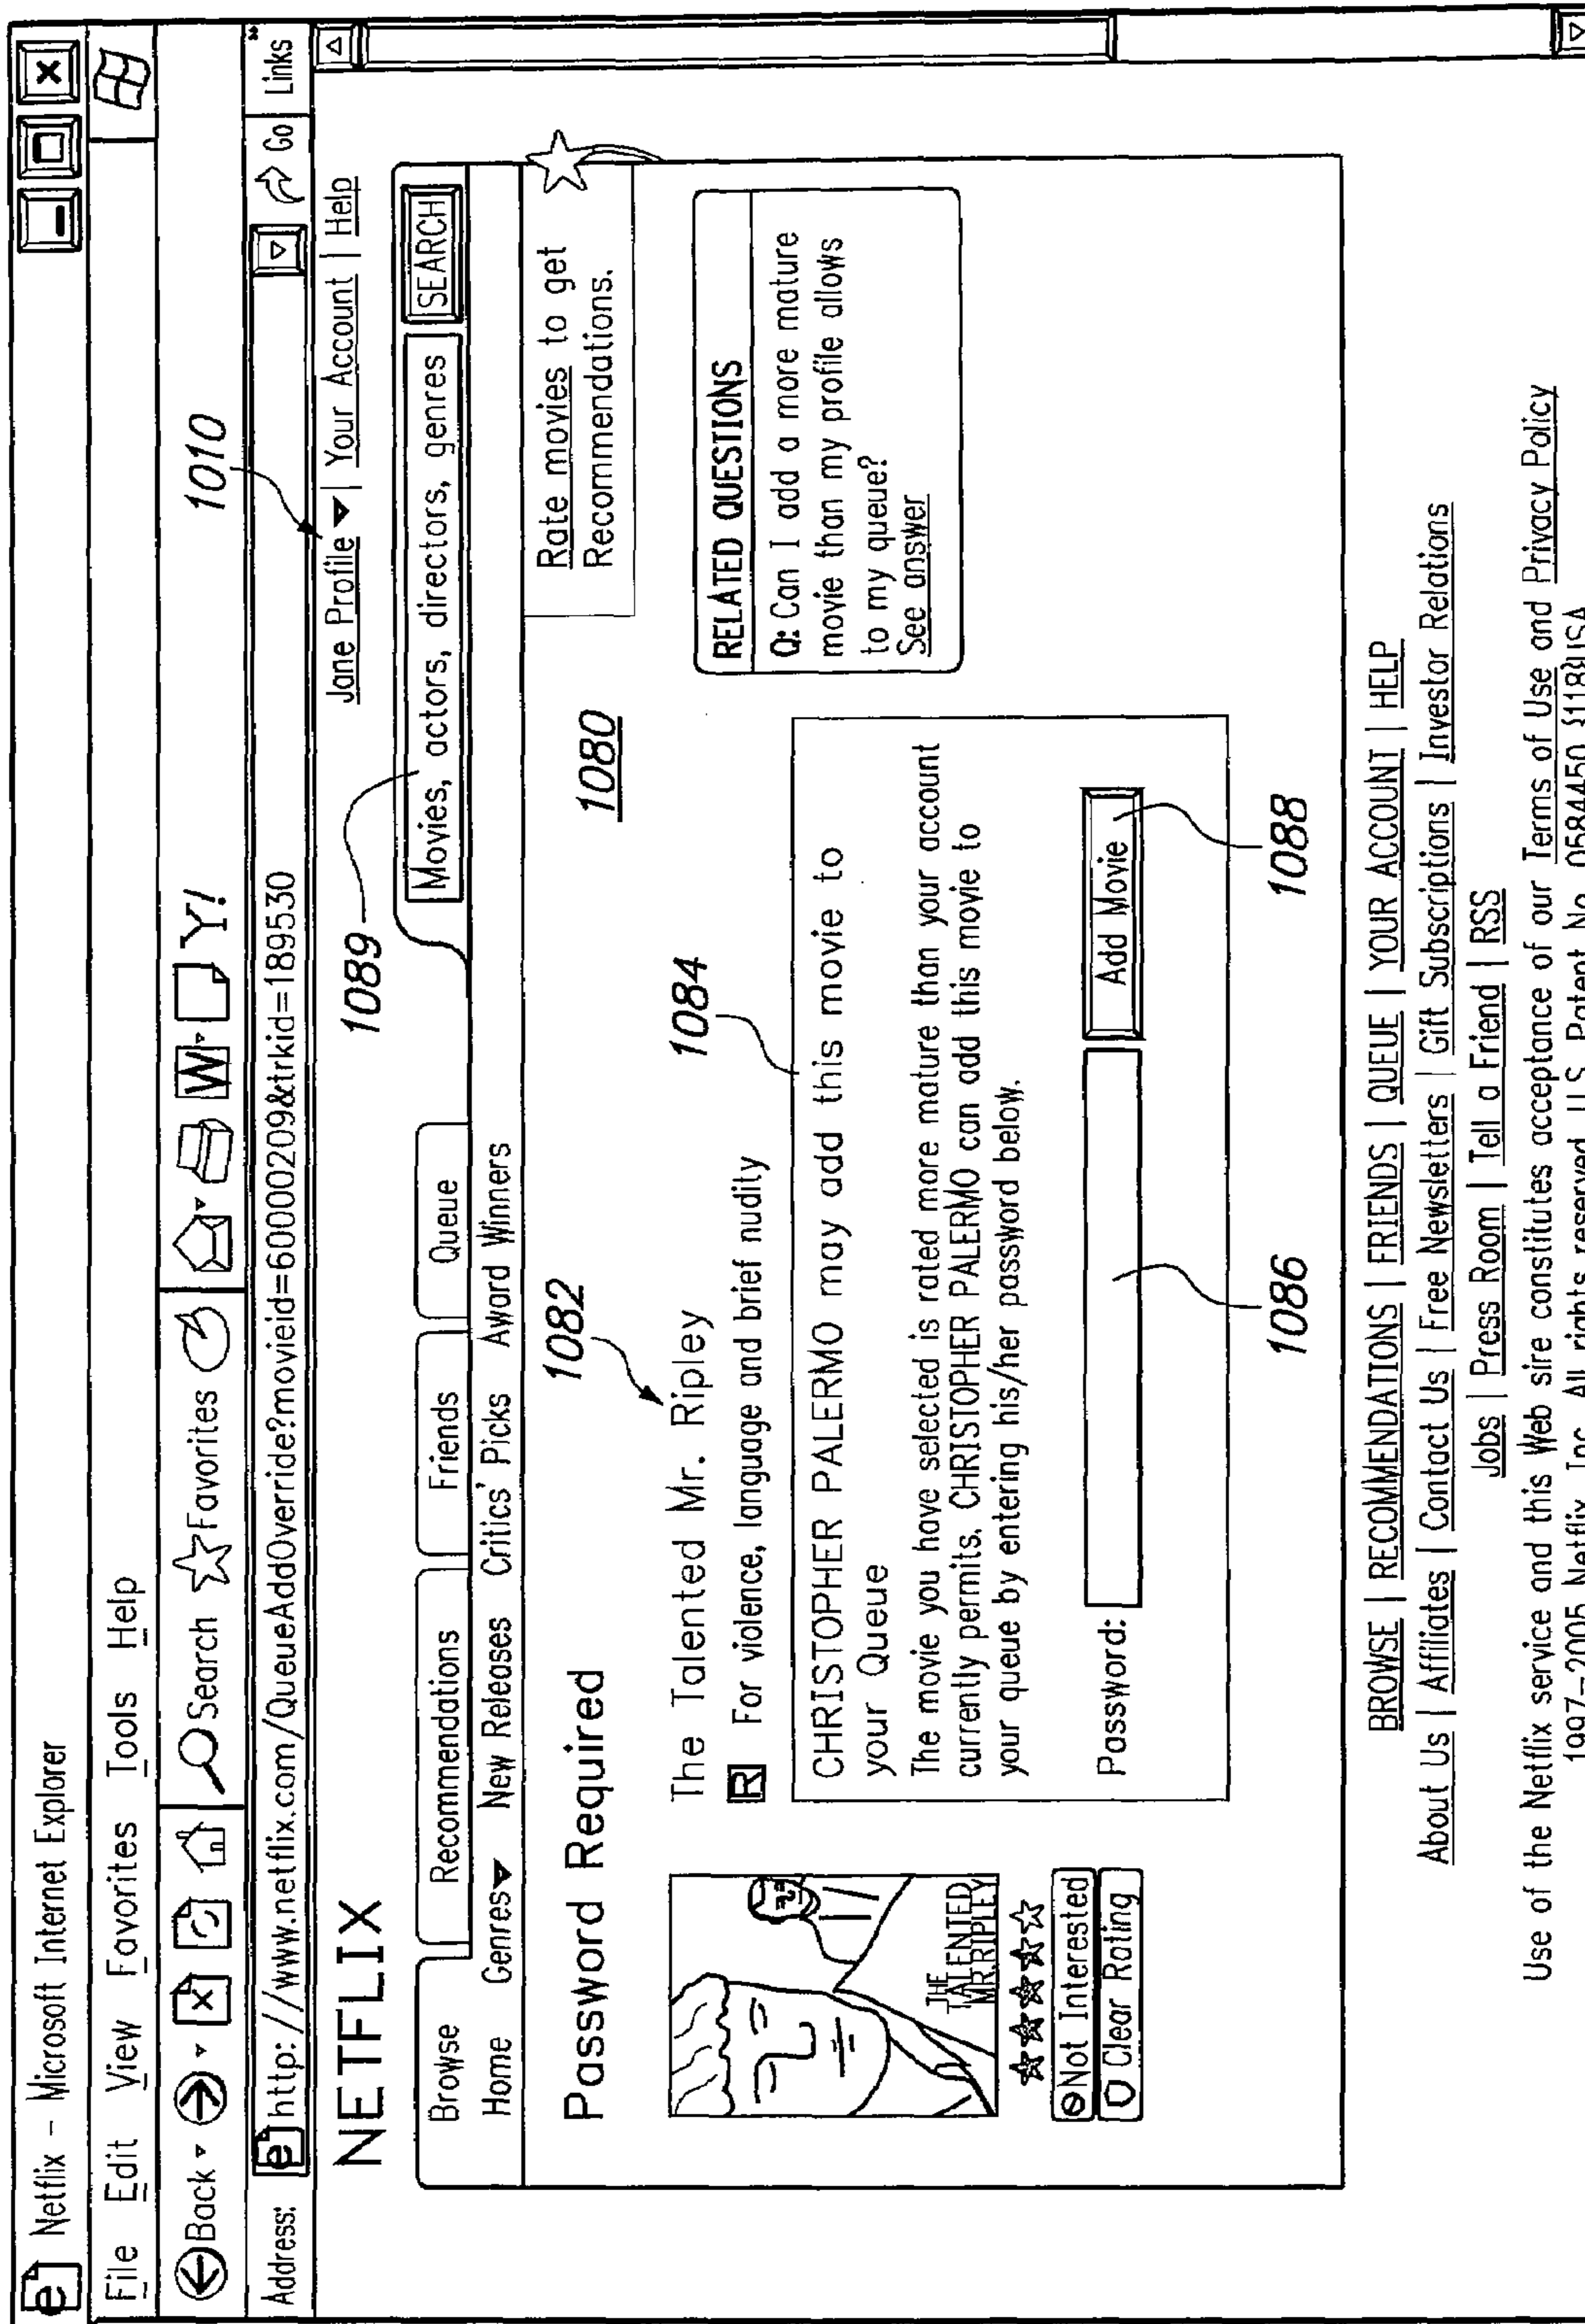 Netflix – Microsoft Internet Explorer
File Edit View Favorites Tools Help
Back Search Favorites W Y!
1010
Address: http://www.netflix.com/QueueAddOverride?movieid=60000209&trkid=189530 Go Links
NETFLIX
Jane Profile | Your Account | Help
1089
Browse Recommendations Friends Queue Movies, actors, directors, genres SEARCH
Home Genres New Releases Critics' Picks Award Winners
Password Required
1082
1080
Rate movies to get
Recommendations.
The Talented Mr. Ripley
1084
R For violence, language and brief nudity
THE
TALENTED
MR.RIPLEY
Not Interested
Clear Rating
CHRISTOPHER PALERMO may add this movie to
your Queue
The movie you have selected is rated more mature than your account
currently permits. CHRISTOPHER PALERMO can add this movie to
your queue by entering his/her password below.
Password: Add Movie
1086
1088
RELATED QUESTIONS
Q: Can I add a more mature
movie than my profile allows
to my queue?
See answer
BROWSE | RECOMMENDATIONS | FRIENDS | QUEUE | YOUR ACCOUNT | HELP
About Us | Affiliates | Contact Us | Free Newsletters | Gift Subscriptions | Investor Relations
Jobs | Press Room | Tell a Friend | RSS
Use of the Netflix service and this Web sire constitutes acceptance of our Terms of Use and Privacy Policy
1997–2005 Netflix, Inc. All rights reserved. U.S. Patent No.